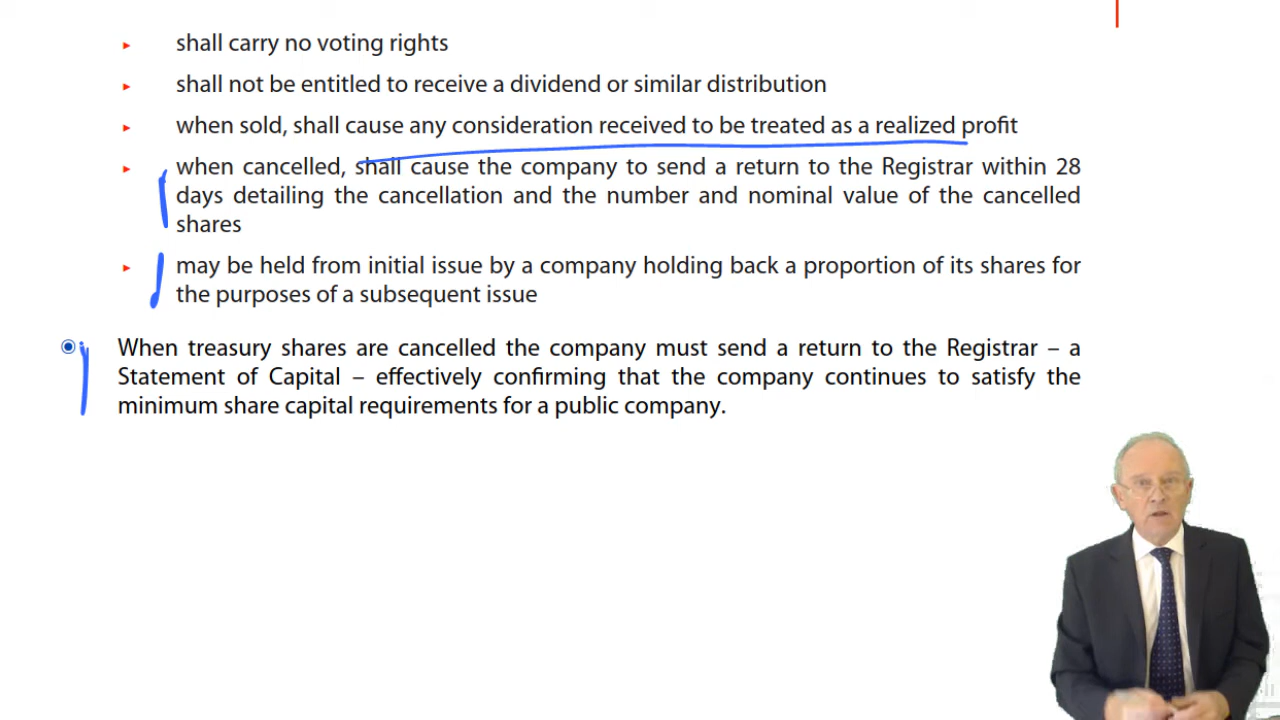 shall carry no voting rights
shall not be entitled to receive a dividend or similar distribution
when sold, shall cause any consideration received to be treated as a realized profit
when cancelled, shall cause the company to send a return to the Registrar within 28
days detailing the cancellation and the number and nominal value of the cancelled
shares
may be held from initial issue by a company holding back a proportion of its shares for
the purposes of a subsequent issue
When treasury shares are cancelled the company must send a return to the Registrar – a
Statement of Capital – effectively confirming that the company continues to satisfy the
minimum share capital requirements for a public company.